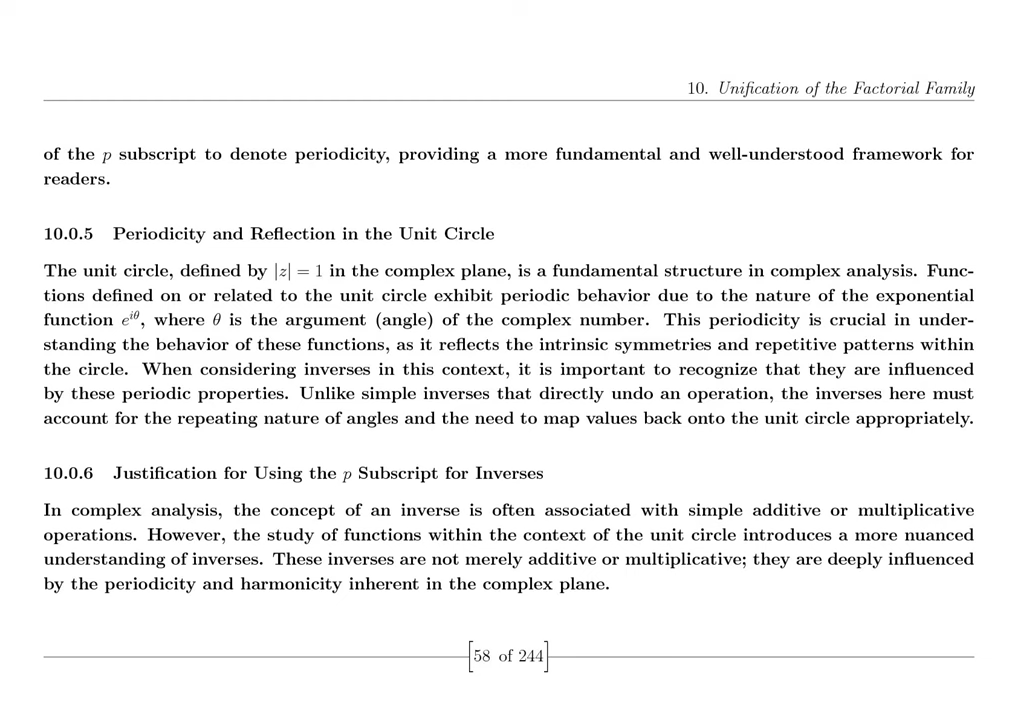 10. Unification of the Factorial Family
of the p subscript to denote periodicity, providing a more fundamental and well-understood framework for
readers.
10.0.5 Periodicity and Reflection in the Unit Circle
The unit circle, defined by |z| = 1 in the complex plane, is a fundamental structure in complex analysis. Func-
tions defined on or related to the unit circle exhibit periodic behavior due to the nature of the exponential
function e^{iθ}, where θ is the argument (angle) of the complex number. This periodicity is crucial in under-
standing the behavior of these functions, as it reflects the intrinsic symmetries and repetitive patterns within
the circle. When considering inverses in this context, it is important to recognize that they are influenced
by these periodic properties. Unlike simple inverses that directly undo an operation, the inverses here must
account for the repeating nature of angles and the need to map values back onto the unit circle appropriately.
10.0.6 Justification for Using the p Subscript for Inverses
In complex analysis, the concept of an inverse is often associated with simple additive or multiplicative
operations. However, the study of functions within the context of the unit circle introduces a more nuanced
understanding of inverses. These inverses are not merely additive or multiplicative; they are deeply influenced
by the periodicity and harmonicity inherent in the complex plane.
[58 of 244]